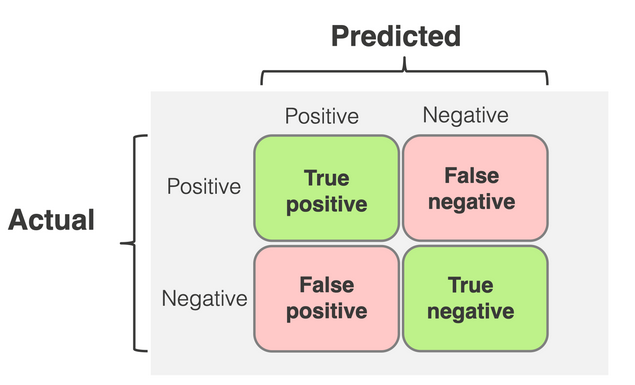 Predicted
Positive Negative
Positive
True
positive
False
negative
Actual
Negative
False
positive
True
negative